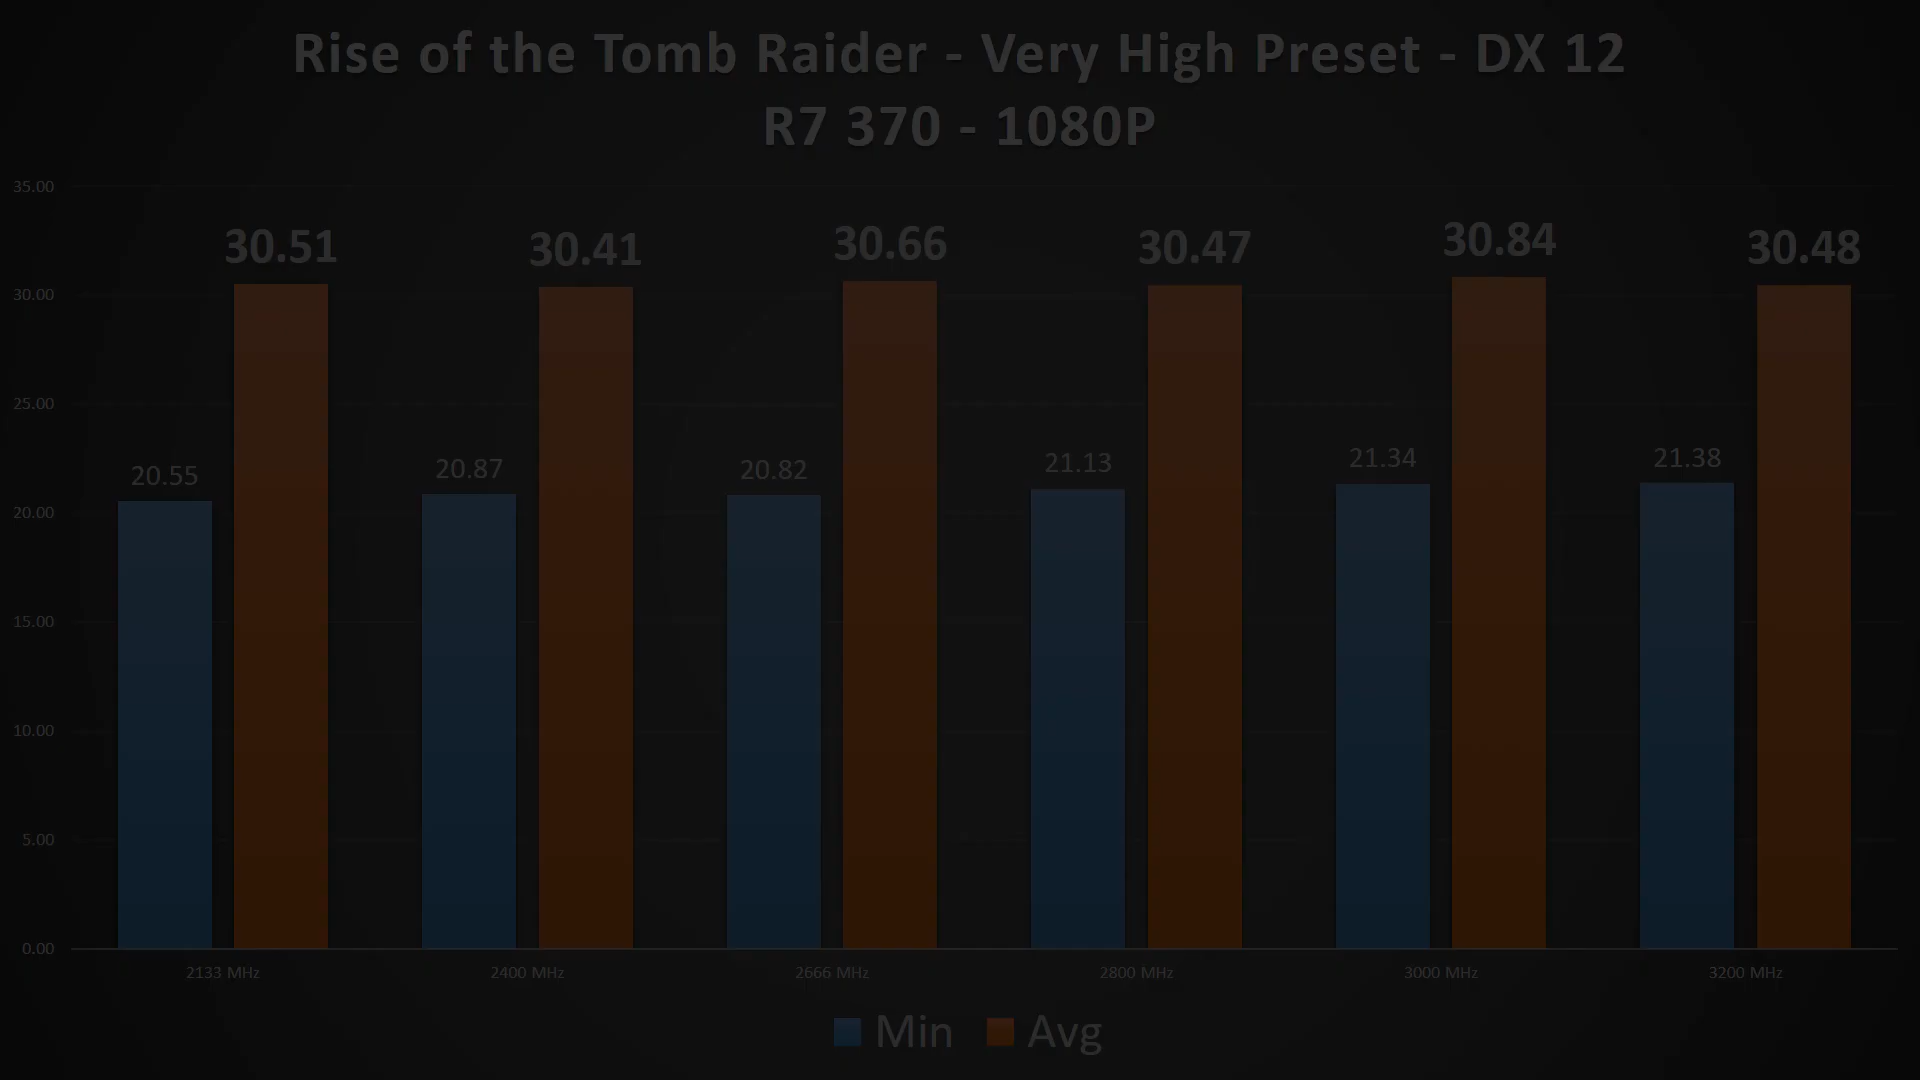 Rise of the Tomb Raider - Very High Preset - DX 12
R7 370 - 1080P
35.00
30.00
25.00
20.00
15.00
10.00
5.00
0.00
30.51
30.41
30.66
30.47
30.84
30.48
20.55
20.87
20.82
21.13
21.34
21.38
2133 MHz
2400 MHz
2666 MHz
2800 MHz
3000 MHz
3200 MHz
Min Avg